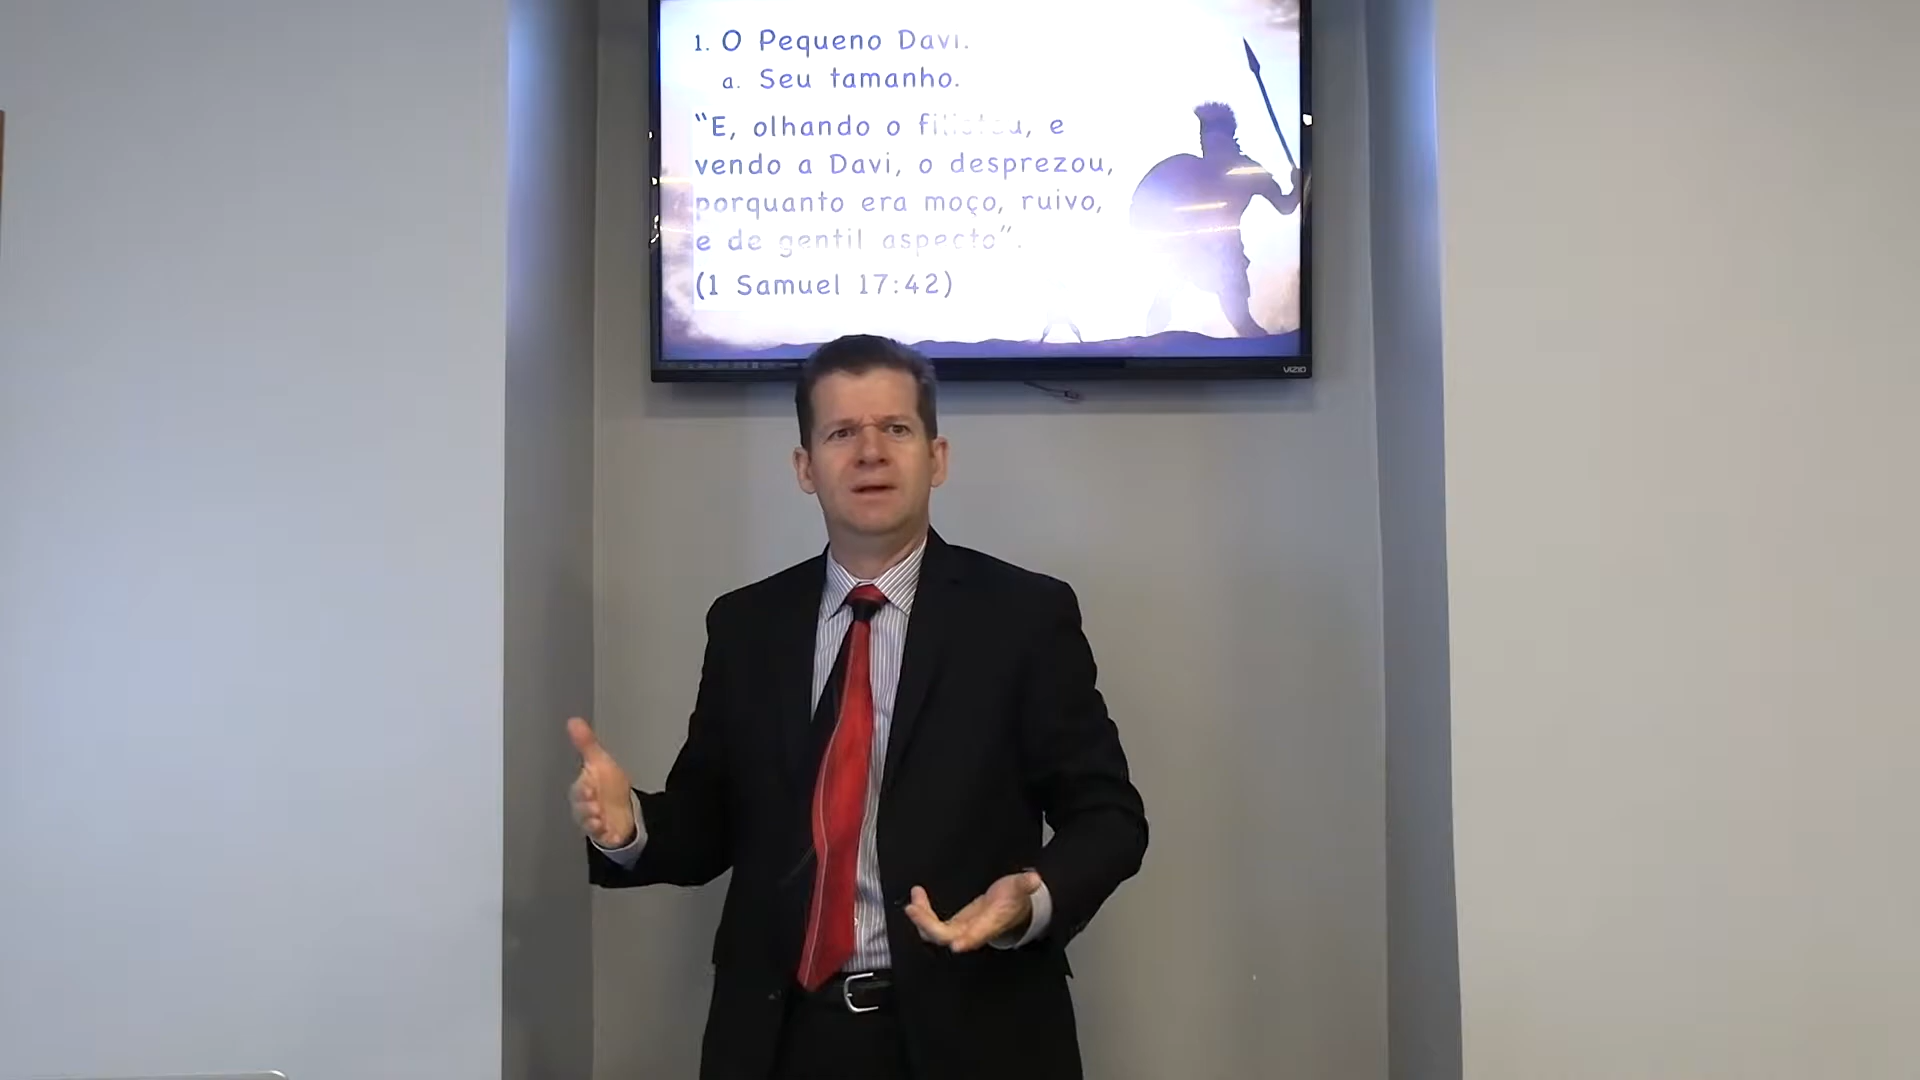 1. O Pequeno Davi.
a. Seu tamanho.
“E, olhando o filisteu, e
vendo a Davi, o desprezou,
porquanto era moço, ruivo,
e de gentil aspecto”.
(1 Samuel 17:42)
VIZIO